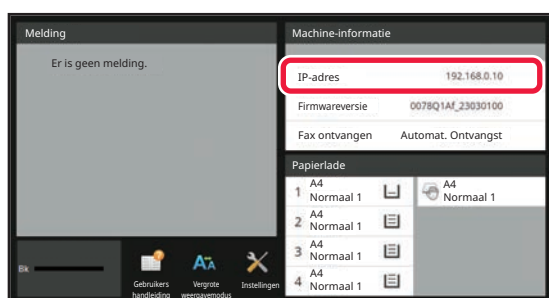 Melding
Er is geen melding.
Machine-informatie
IP-adres 192.168.0.10
Firmwareversie 0078Q1Af_23030100
Fax ontvangen Automat. Ontvangst
Papierlade
1 A4
Normaal 1
A4
Normaal 1
2 A4
Normaal 1
3 A4
Normaal 1
4 A4
Normaal 1
Bk
Gebruikers
handleiding
Vergrote
weergavemodus
Instellingen